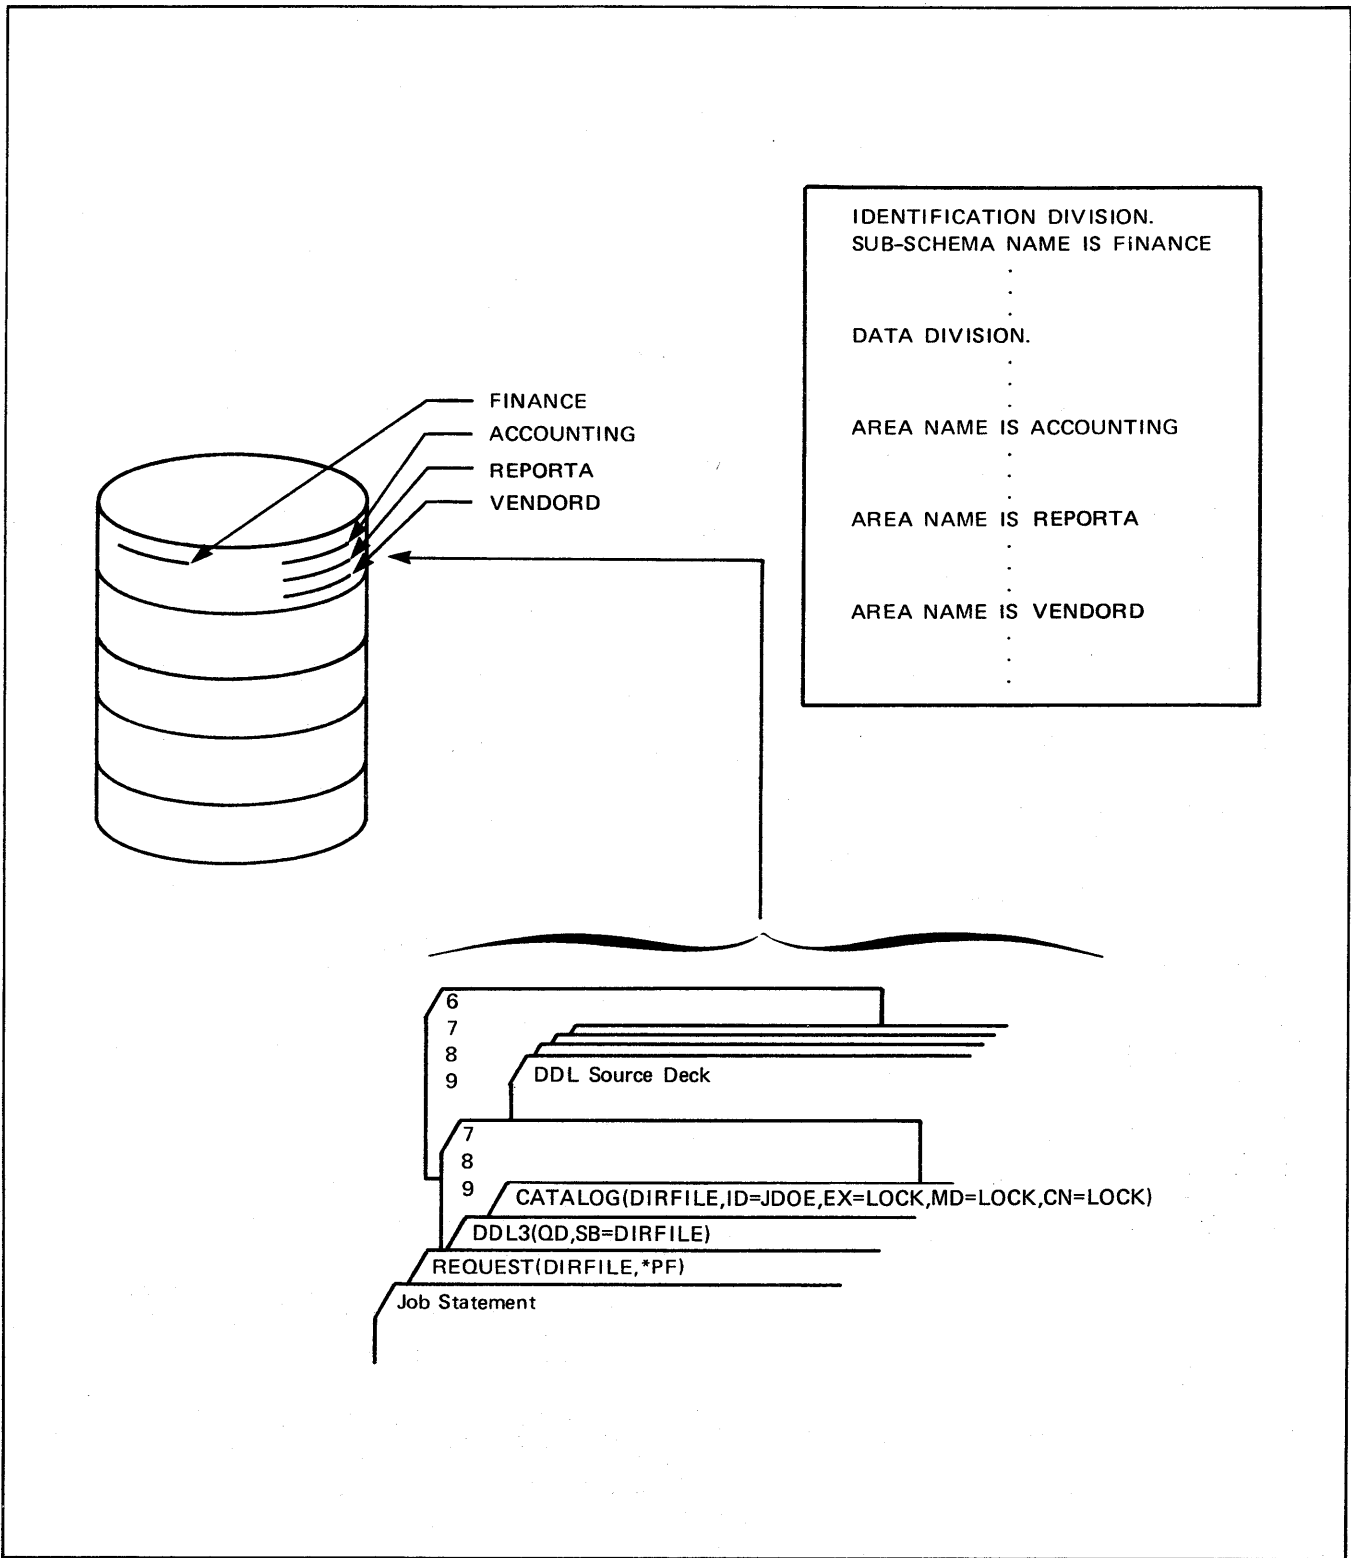 IDENTIFICATION DIVISION.
SUB-SCHEMA NAME IS FINANCE
.
.
.
DATA DIVISION.
.
.
.
AREA NAME IS ACCOUNTING
.
.
.
AREA NAME IS REPORTA
.
.
.
AREA NAME IS VENDORD
.
.
.
FINANCE
ACCOUNTING
REPORTA
VENDORD
6
7
8
9
DDL Source Deck
7
8
9
CATALOG(DIRFILE,ID=JDOE,EX=LOCK,MD=LOCK,CN=LOCK)
DDL3(QD,SB=DIRFILE)
REQUEST(DIRFILE,*PF)
Job Statement